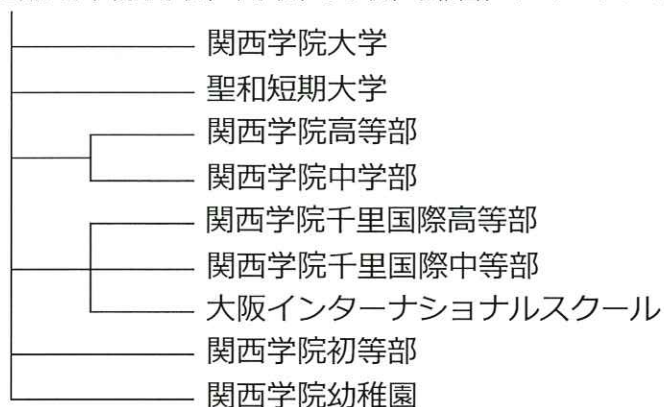 関西学院大学
聖和短期大学
関西学院高等部
関西学院中学部
関西学院千里国際高等部
関西学院千里国際中等部
大阪インターナショナルスクール
関西学院初等部
関西学院幼稚園